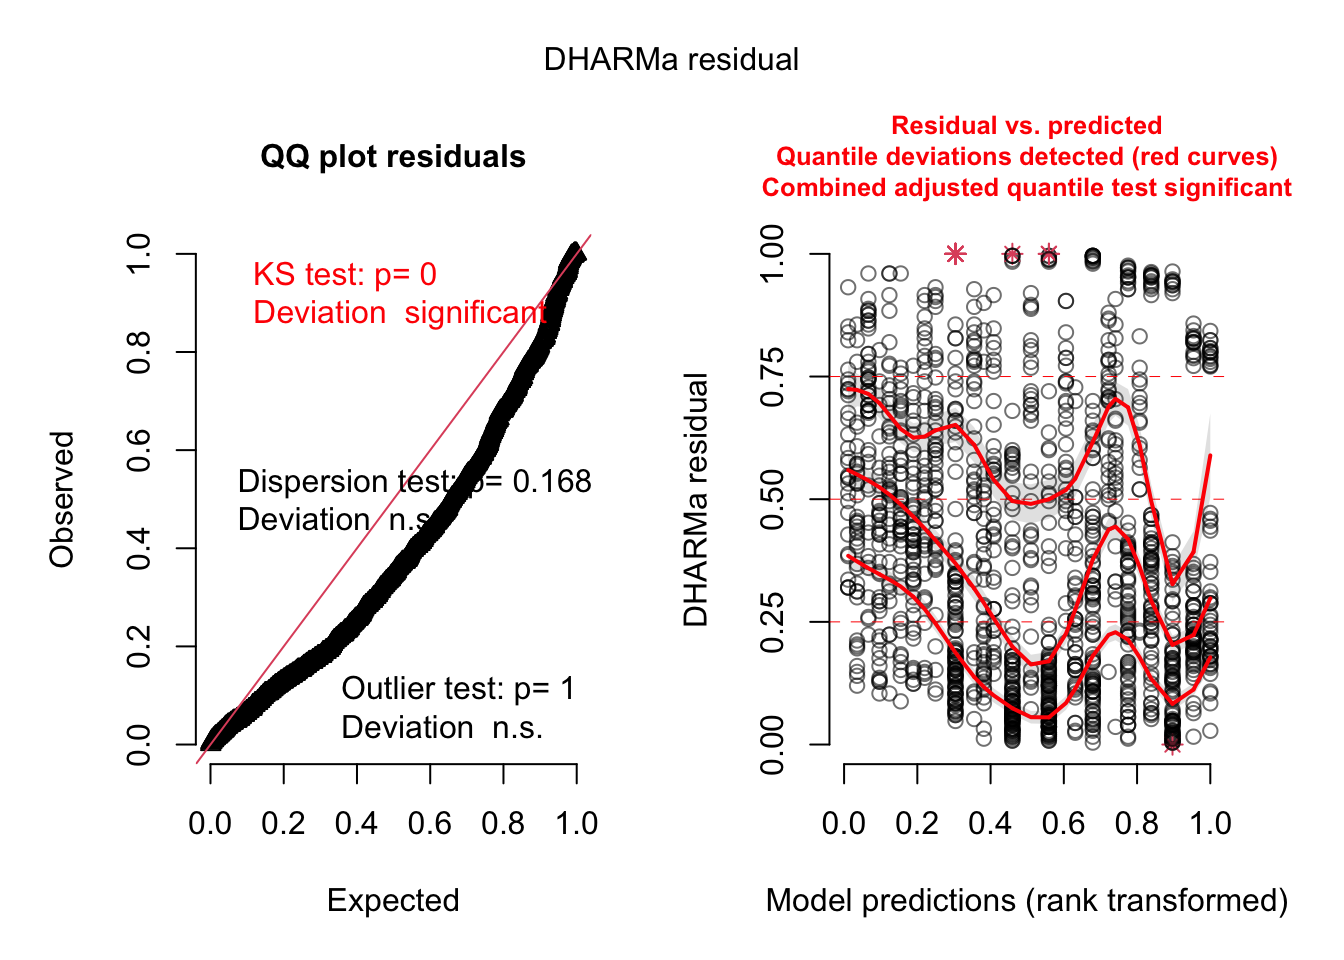 DHARMa residual
QQ plot residuals
KS test: p= 0
Deviation  significant
Dispersion test: p= 0.168
Deviation  n.s.
Outlier test: p= 1
Deviation  n.s.
Observed
0.0 0.2 0.4 0.6 0.8 1.0
0.0 0.2 0.4 0.6 0.8 1.0
Expected
Residual vs. predicted
Quantile deviations detected (red curves)
Combined adjusted quantile test significant
DHARMa residual
0.00 0.25 0.50 0.75 1.00
0.0 0.2 0.4 0.6 0.8 1.0
Model predictions (rank transformed)